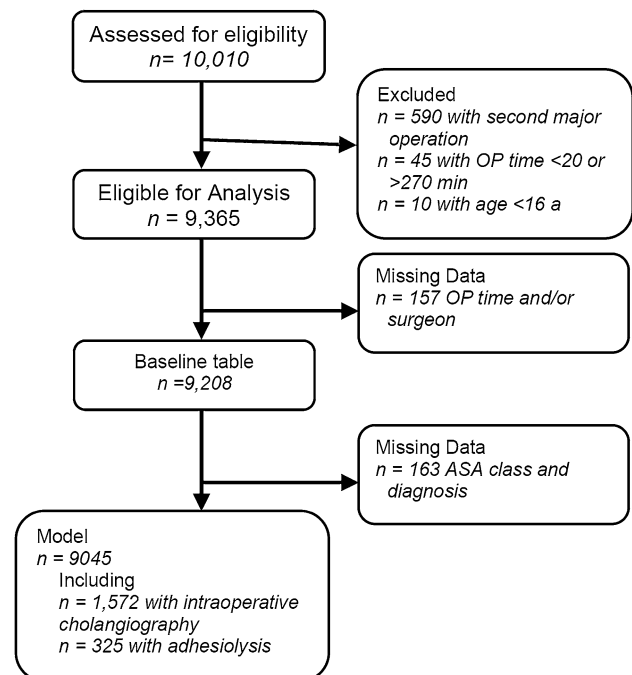 Assessed for eligibility
n= 10,010
Excluded
n = 590 with second major
operation
n = 45 with OP time <20 or
>270 min
n = 10 with age <16 a
Eligible for Analysis
n = 9,365
Missing Data
n = 157 OP time and/or
surgeon
Baseline table
n =9,208
Missing Data
n = 163 ASA class and
diagnosis
Model
n = 9045
Including
n = 1,572 with intraoperative
cholangiography
n = 325 with adhesiolysis